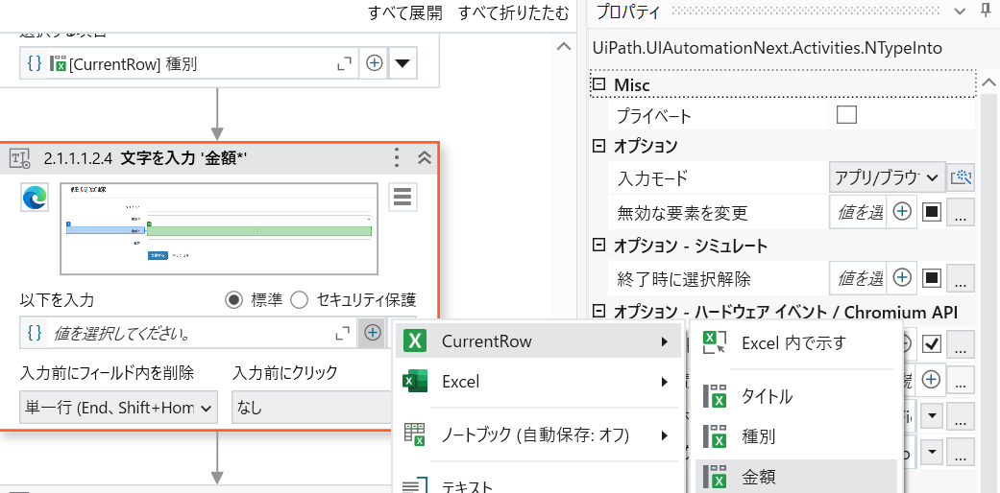 すべて展開 すべて折りたたむ
選択する項目
[CurrentRow] 種別
2.1.1.1.2.4 文字を入力 '金額*'
以下を入力
標準 セキュリティ保護
値を選択してください。
入力前にフィールド内を削除 入力前にクリック
単一行 (End、Shift+Hom なし
CurrentRow
Excel
ノートブック (自動保存: オフ)
テキスト
Excel 内で示す
タイトル
種別
金額
プロパティ
UiPath.UIAutomationNext.Activities.NTypeInto
Misc
プライベート
オプション
入力モード アプリ/ブラウ
無効な要素を変更 値を選 ...
オプション - シミュレート
終了時に選択解除 値を選 ...
オプション - ハードウェア イベント / Chromium API
...
...
...
...